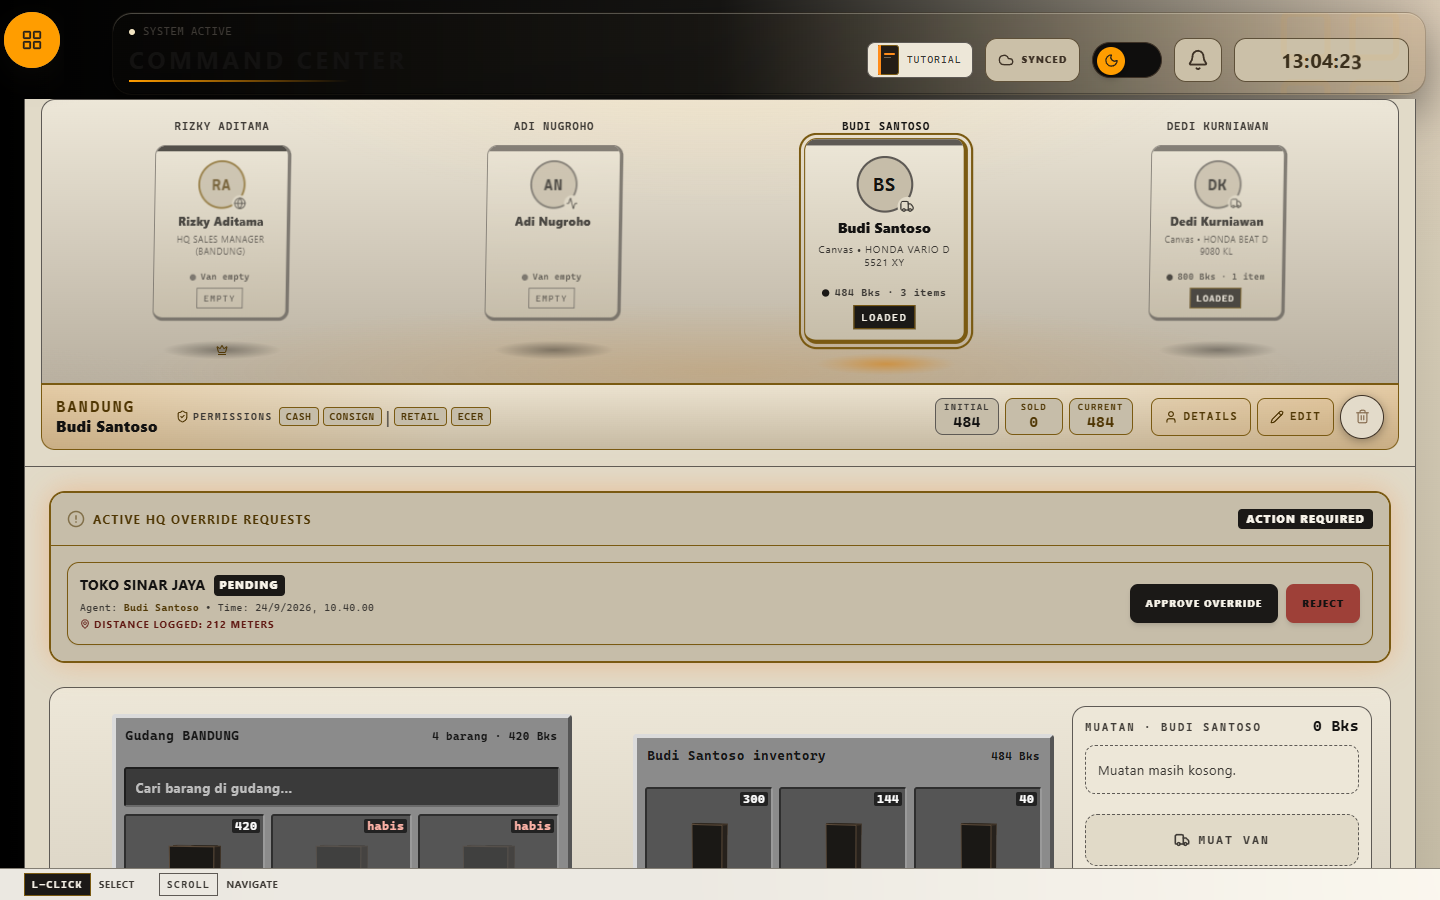 SYSTEM ACTIVE
COMMAND CENTER
TUTORIAL
SYNCED
13:04:23
RIZKY ADITAMA
ADI NUGROHO
BUDI SANTOSO
DEDI KURNIAWAN
RA
Rizky Aditama
HQ SALES MANAGER
(BANDUNG)
Van empty
EMPTY
AN
Adi Nugroho
Van empty
EMPTY
BS
Budi Santoso
Canvas • HONDA VARIO D
5521 XY
484 Bks · 3 items
LOADED
DK
Dedi Kurniawan
Canvas • HONDA BEAT D
9080 KL
800 Bks · 1 item
LOADED
BANDUNG
Budi Santoso
PERMISSIONS CASH CONSIGN | RETAIL ECER
INITIAL
484
SOLD
0
CURRENT
484
DETAILS
EDIT
ACTIVE HQ OVERRIDE REQUESTS
ACTION REQUIRED
TOKO SINAR JAYA PENDING
Agent: Budi Santoso • Time: 24/9/2026, 10.40.00
DISTANCE LOGGED: 212 METERS
APPROVE OVERRIDE
REJECT
Gudang BANDUNG
4 barang · 420 Bks
Cari barang di gudang...
420
habis
habis
Budi Santoso inventory
484 Bks
300
144
40
MUATAN · BUDI SANTOSO
0 Bks
Muatan masih kosong.
MUAT VAN
L-CLICK SELECT SCROLL NAVIGATE